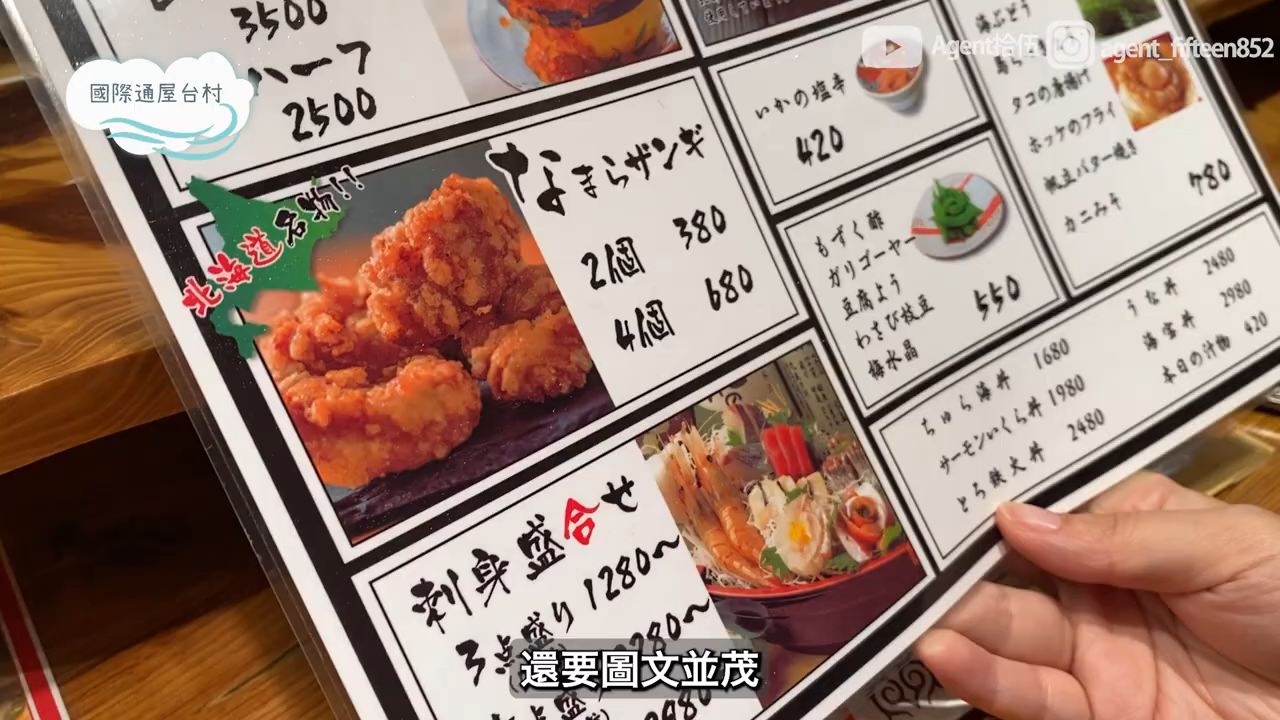 3500
ハーフ
2500
國際通屋台村
Agent拾伍
agent_fifteen852
北海道名物!!
なまらザンギ
2個 380
4個 680
いかの塩辛
420
海ぶどう
タコの唐揚げ
ホッケのフライ
帆立バター焼き
カニみそ
780
もずく酢
ガリゴーヤー
豆腐よう
わさび枝豆
梅水晶
550
ちゅら海丼 1680
サーモンいくら丼 1980
とろ鉄火丼 2480
うな丼 2480
海宝丼 2980
本日の汁物 420
刺身盛合せ
3点盛り 1280〜
還要圖文並茂